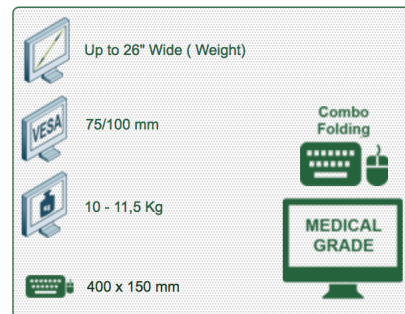 Up to 26" Wide ( Weight)
VESA
75/100 mm
Combo
Folding
10 - 11,5 Kg
MEDICAL
GRADE
400 x 150 mm